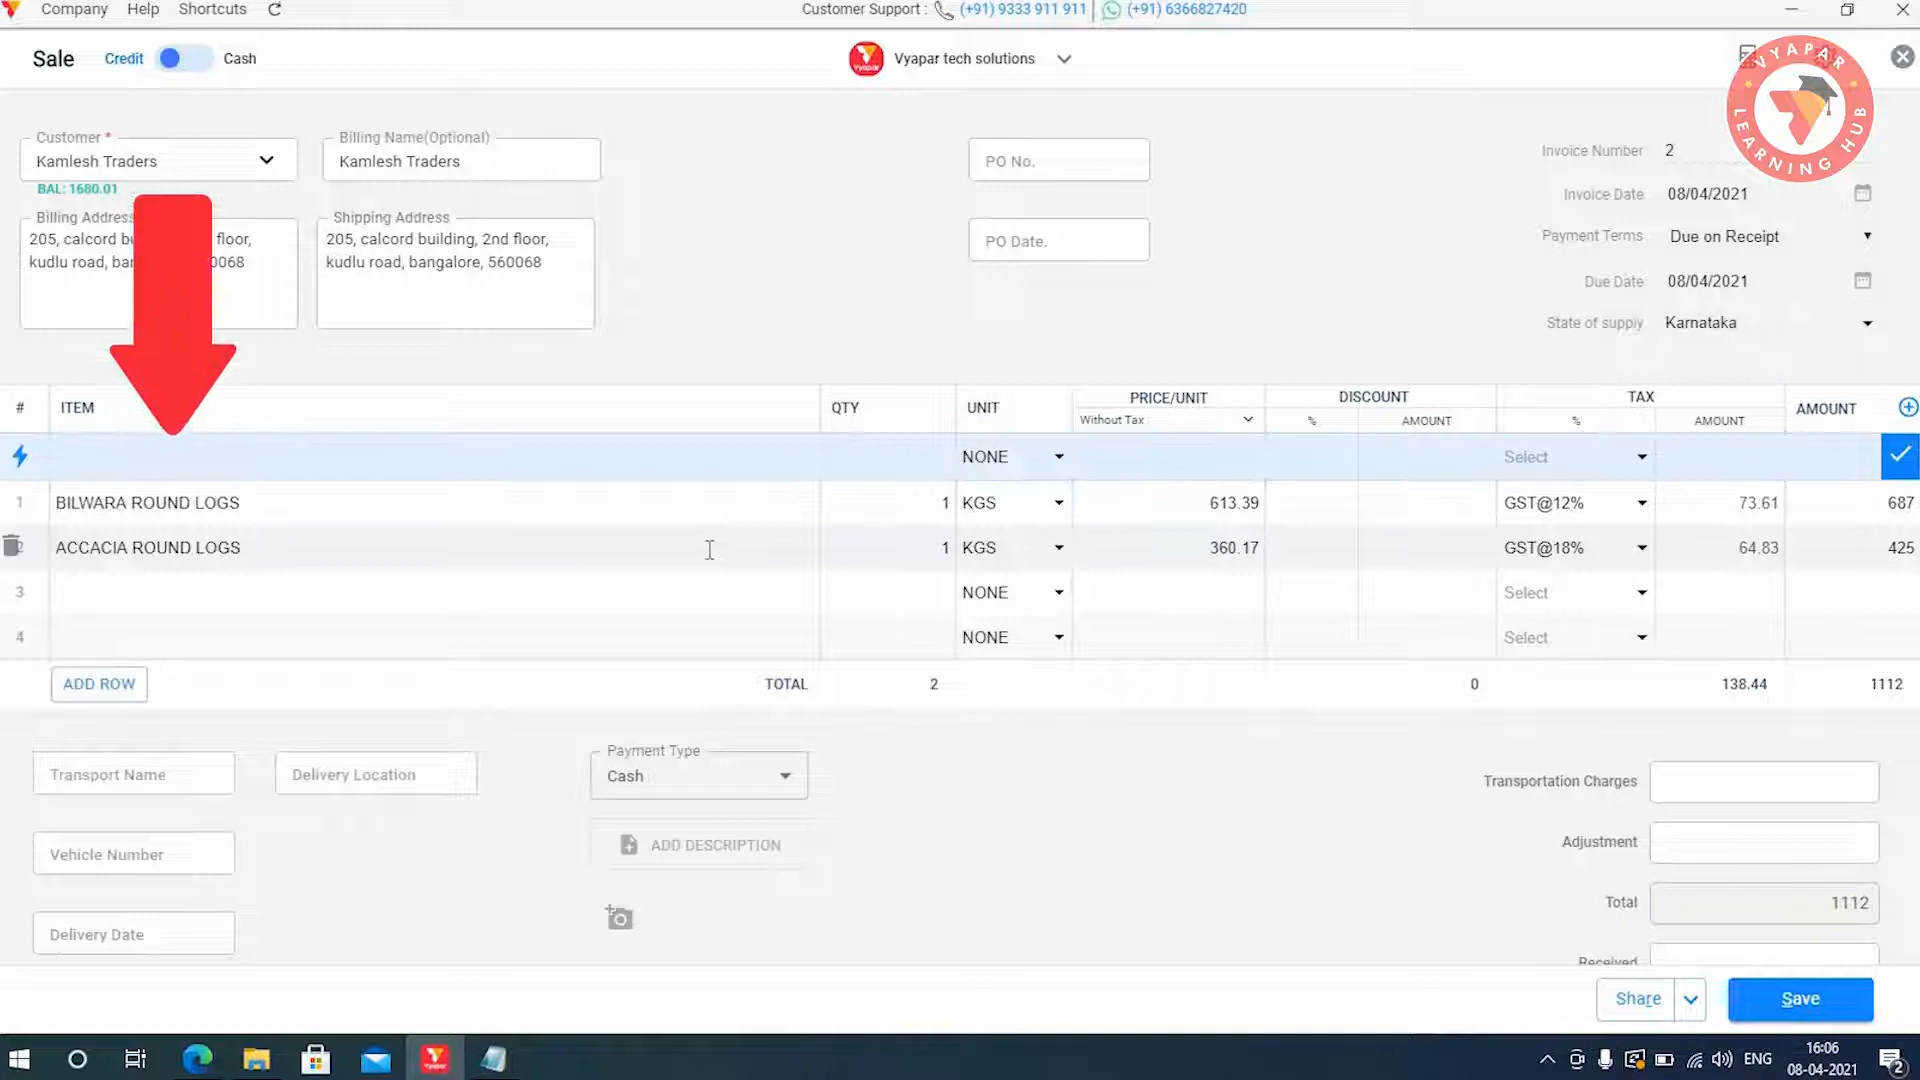 Company Help Shortcuts Customer Support : (+91) 9333 911 911 (+91) 6366827420
Sale Credit Cash Vyapar Vyapar tech solutions
VYAPAR LEARNING HUB
Customer * Billing Name(Optional)
Kamlesh Traders Kamlesh Traders PO No. Invoice Number 2
BAL: 1680.01
Invoice Date 08/04/2021
Billing Address Shipping Address
205, calcord bu floor, 205, calcord building, 2nd floor, PO Date. Payment Terms Due on Receipt
kudlu road, ban 0068 kudlu road, bangalore, 560068
Due Date 08/04/2021
State of supply Karnataka
# ITEM QTY UNIT PRICE/UNIT DISCOUNT TAX AMOUNT
Without Tax % AMOUNT % AMOUNT
NONE Select
1 BILWARA ROUND LOGS 1 KGS 613.39 GST@12% 73.61 687
2 ACCACIA ROUND LOGS 1 KGS 360.17 GST@18% 64.83 425
3 NONE Select
4 NONE Select
ADD ROW TOTAL 2 0 138.44 1112
Payment Type
Transport Name Delivery Location Cash Transportation Charges
Vehicle Number ADD DESCRIPTION Adjustment
Total 1112
Delivery Date
Received
Share Save
Vyapar ENG 16:06
08-04-2021 2